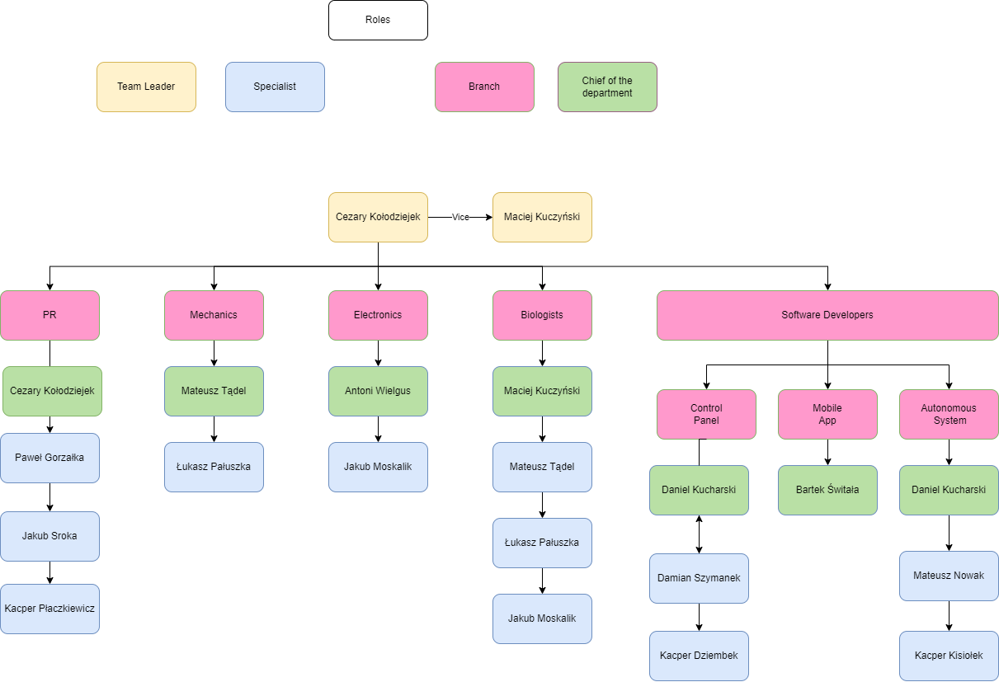 Roles
Team Leader
Specialist
Branch
Chief of the
department
Cezary Kołodziejek
Vice
Maciej Kuczyński
PR
Mechanics
Electronics
Biologists
Software Developers
Cezary Kołodziejek
Mateusz Tądel
Antoni Wielgus
Maciej Kuczyński
Control
Panel
Mobile
App
Autonomous
System
Paweł Gorzałka
Łukasz Pałuszka
Jakub Moskalik
Mateusz Tądel
Daniel Kucharski
Bartek Świtała
Daniel Kucharski
Jakub Sroka
Łukasz Pałuszka
Damian Szymanek
Mateusz Nowak
Kacper Płaczkiewicz
Jakub Moskalik
Kacper Dziembek
Kacper Kisiołek